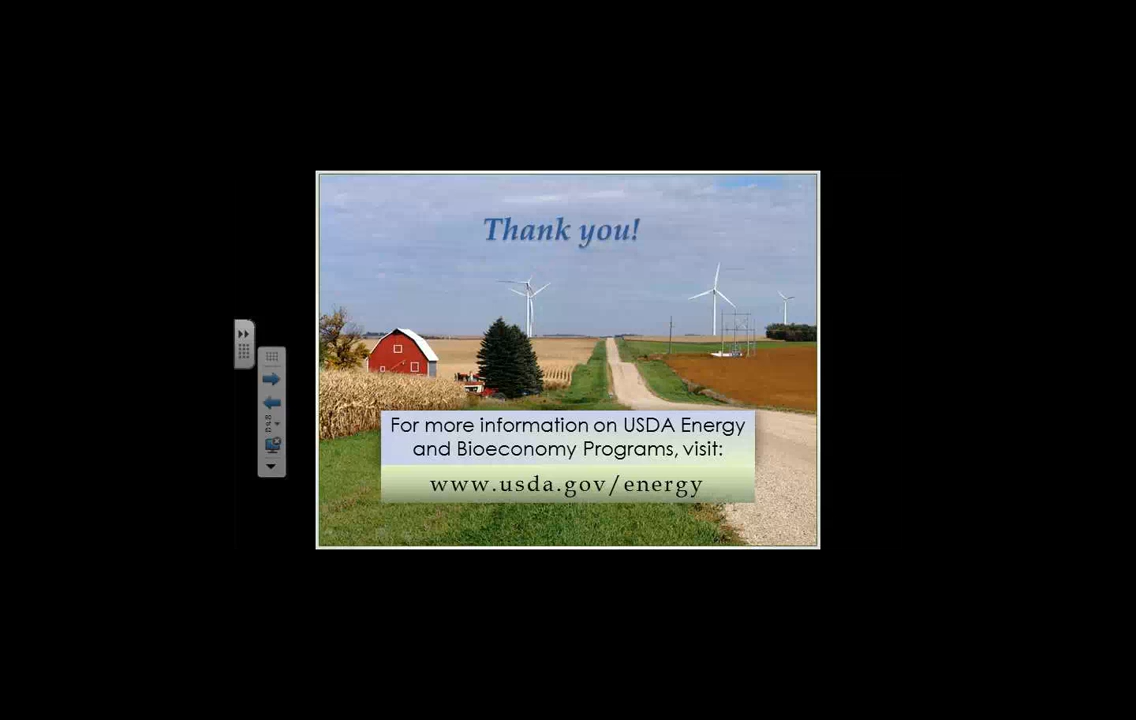 Thank you!
For more information on USDA Energy
and Bioeconomy Programs, visit:
www.usda.gov/energy